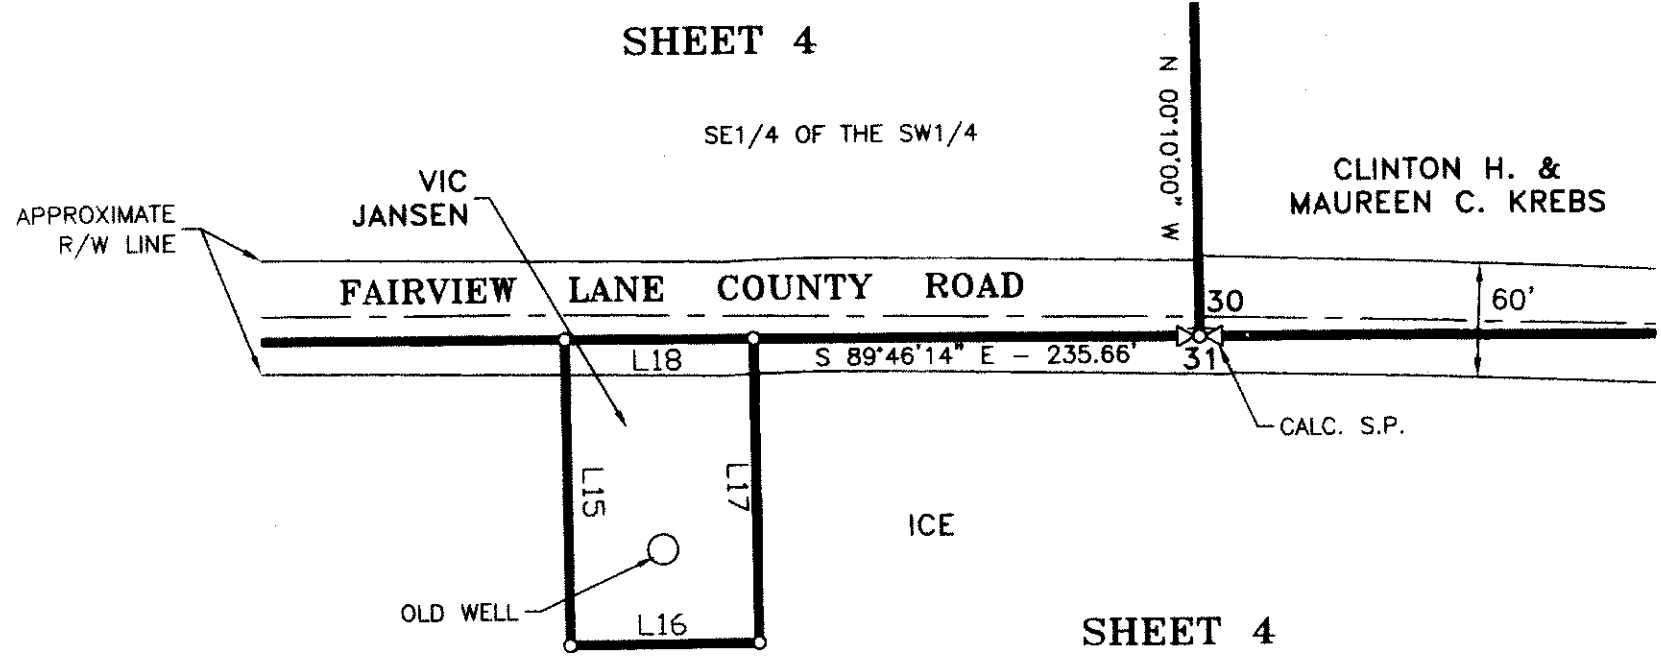 SHEET 4
N 00°10'00" W
SE1/4 OF THE SW1/4
CLINTON H. &
MAUREEN C. KREBS
VIC
JANSEN
APPROXIMATE
R/W LINE
FAIRVIEW LANE COUNTY ROAD
30
60'
L18
S 89°46'14" E - 235.66'
31
CALC. S.P.
L15
L17
ICE
OLD WELL
L16
SHEET 4